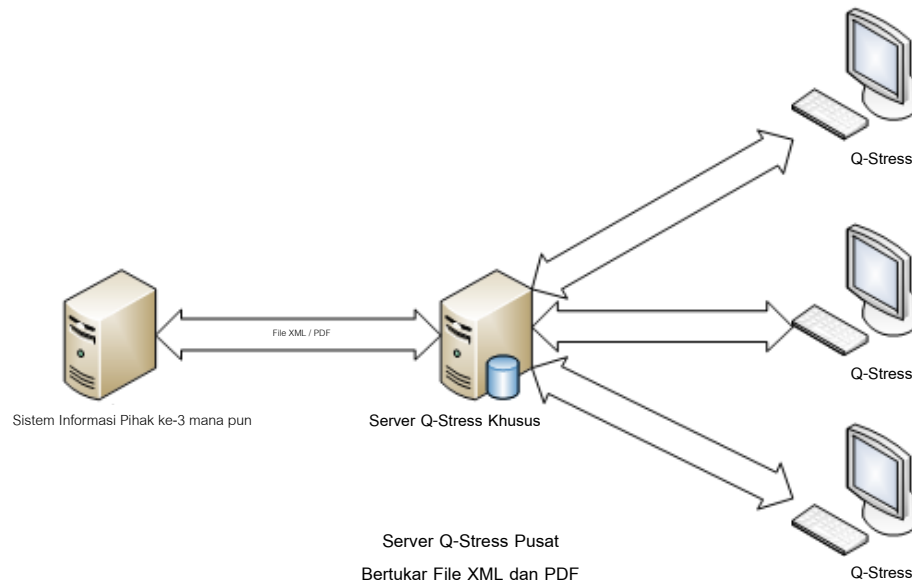 Q-Stress
File XML / PDF
Q-Stress
Sistem Informasi Pihak ke-3 mana pun
Server Q-Stress Khusus
Server Q-Stress Pusat
Bertukar File XML dan PDF
Q-Stress